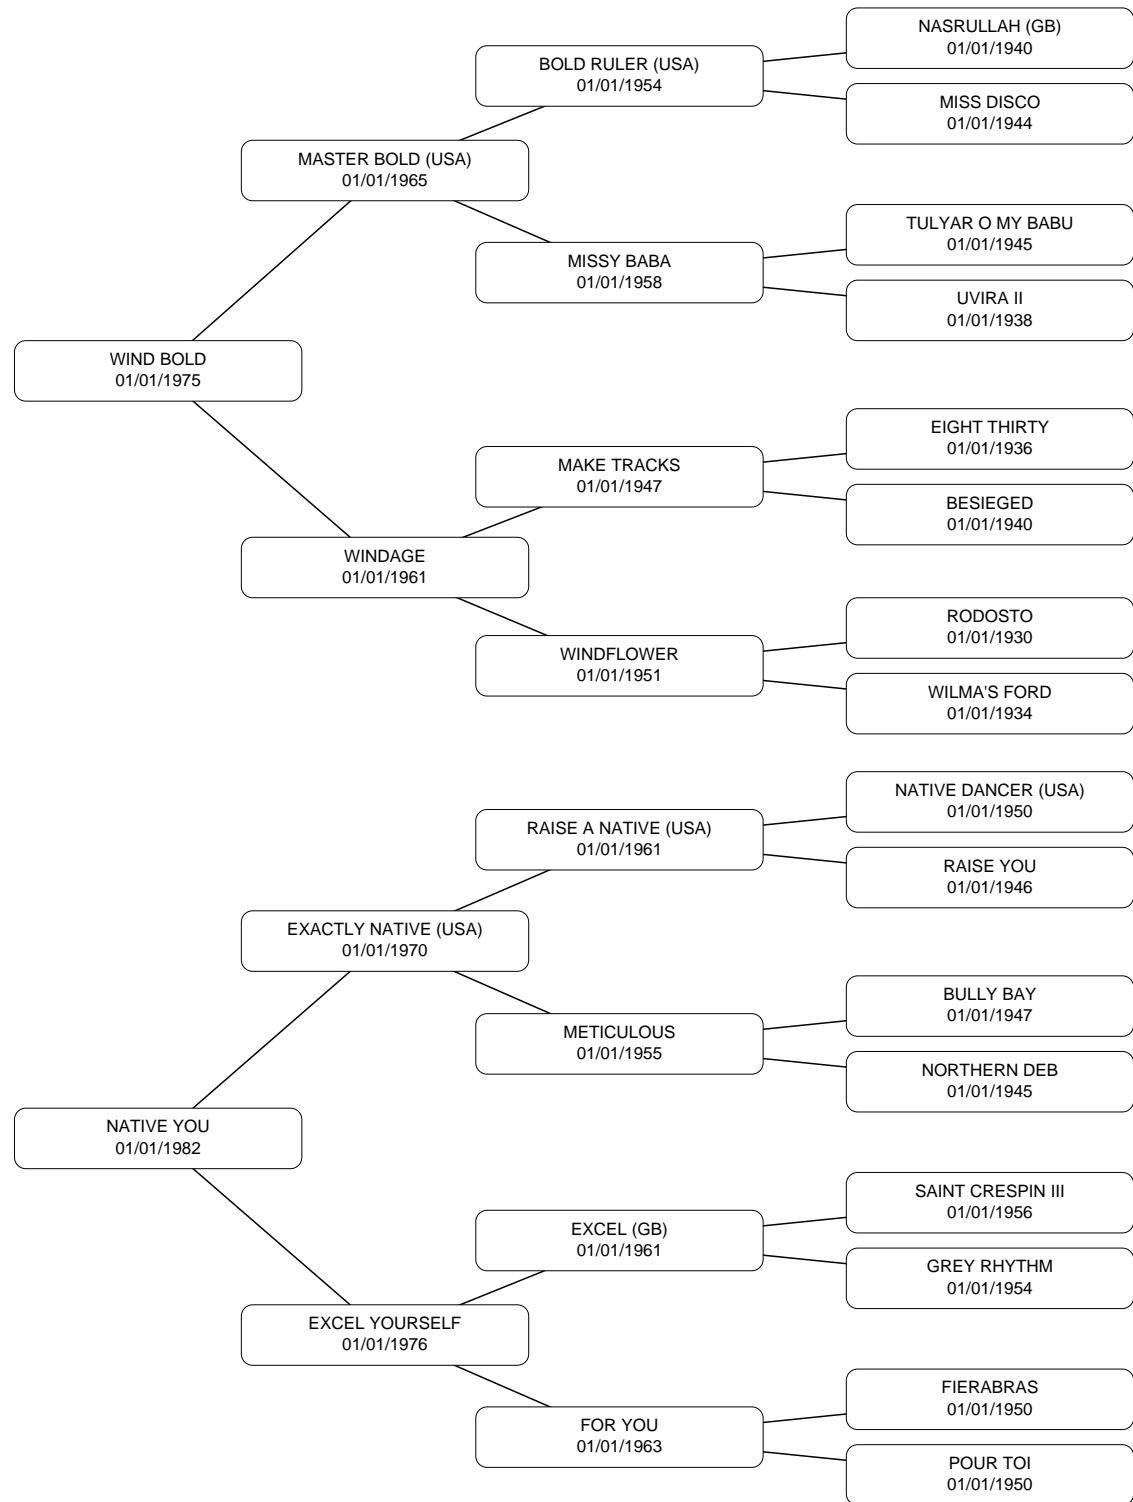 NASRULLAH (GB)
01/01/1940
BOLD RULER (USA)
01/01/1954
MISS DISCO
01/01/1944
MASTER BOLD (USA)
01/01/1965
TULYAR O MY BABU
01/01/1945
MISSY BABA
01/01/1958
UVIRA II
01/01/1938
WIND BOLD
01/01/1975
EIGHT THIRTY
01/01/1936
MAKE TRACKS
01/01/1947
BESIEGED
01/01/1940
WINDAGE
01/01/1961
RODOSTO
01/01/1930
WINDFLOWER
01/01/1951
WILMA'S FORD
01/01/1934
NATIVE DANCER (USA)
01/01/1950
RAISE A NATIVE (USA)
01/01/1961
RAISE YOU
01/01/1946
EXACTLY NATIVE (USA)
01/01/1970
BULLY BAY
01/01/1947
METICULOUS
01/01/1955
NORTHERN DEB
01/01/1945
NATIVE YOU
01/01/1982
SAINT CRESPIN III
01/01/1956
EXCEL (GB)
01/01/1961
GREY RHYTHM
01/01/1954
EXCEL YOURSELF
01/01/1976
FIERABRAS
01/01/1950
FOR YOU
01/01/1963
POUR TOI
01/01/1950